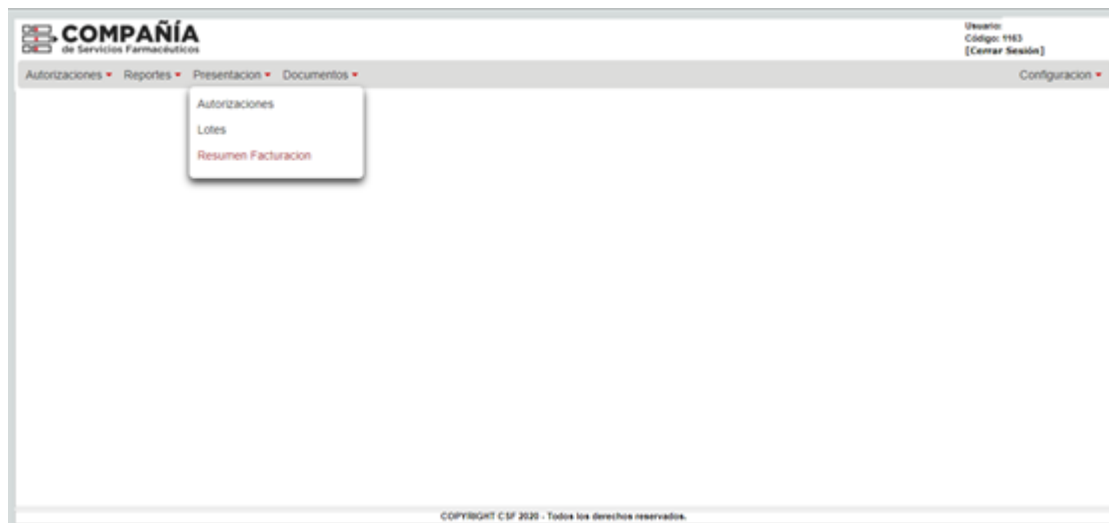 COMPAÑÍA
de Servicios Farmacéuticos
Usuario:
Código: 1163
[Cerrar Sesión]
Autorizaciones Reportes Presentacion Documentos Configuracion
Autorizaciones
Lotes
Resumen Facturacion
COPYRIGHT CSF 2020 - Todos los derechos reservados.